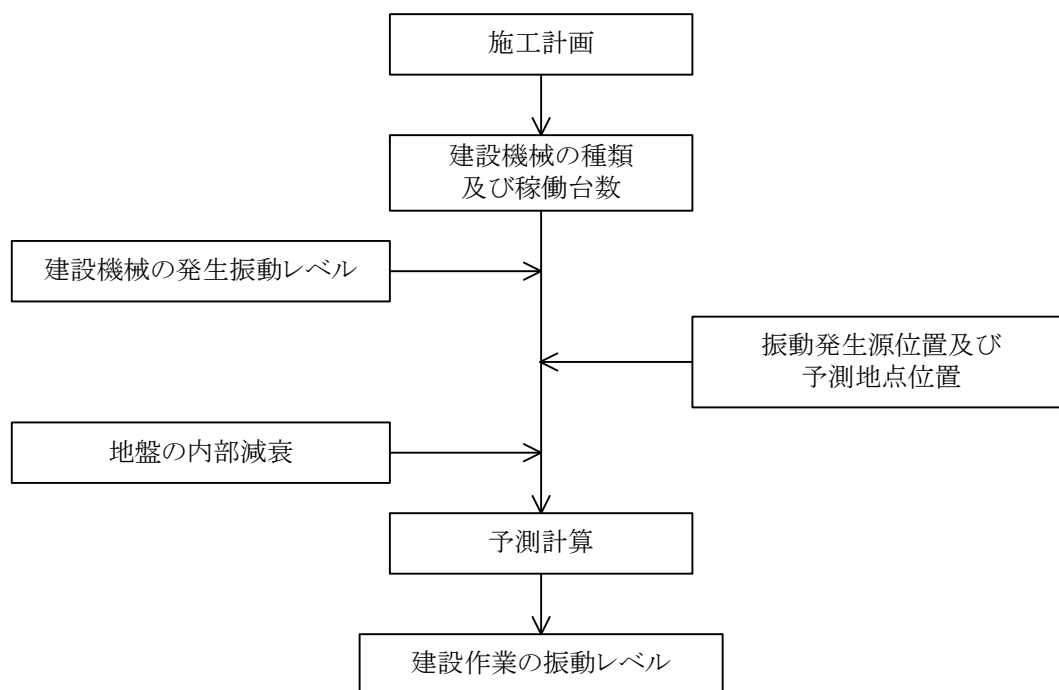 施工計画
建設機械の種類
及び稼働台数
建設機械の発生振動レベル
振動発生源位置及び
予測地点位置
地盤の内部減衰
予測計算
建設作業の振動レベル